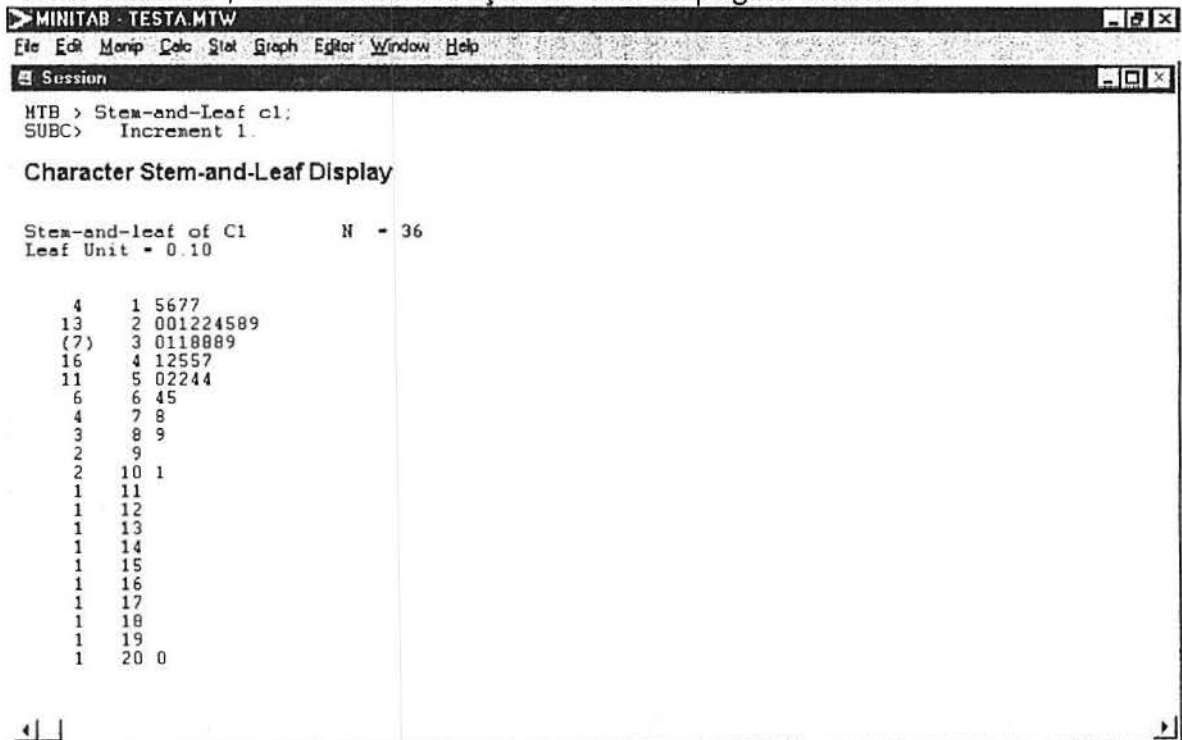 MINITAB - TESTA.MTW
File Edit Manip Calc Stat Graph Editor Window Help
Session
MTB > Stem-and-Leaf c1;
SUBC> Increment 1.
Character Stem-and-Leaf Display
Stem-and-leaf of C1 N = 36
Leaf Unit = 0.10
4 1 5677
13 2 001224589
(7) 3 0118889
16 4 12557
11 5 02244
6 6 45
4 7 8
3 8 9
2 9
2 10 1
1 11
1 12
1 13
1 14
1 15
1 16
1 17
1 18
1 19
1 20 0